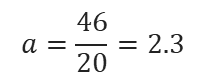 a = 46/20 = 2.3